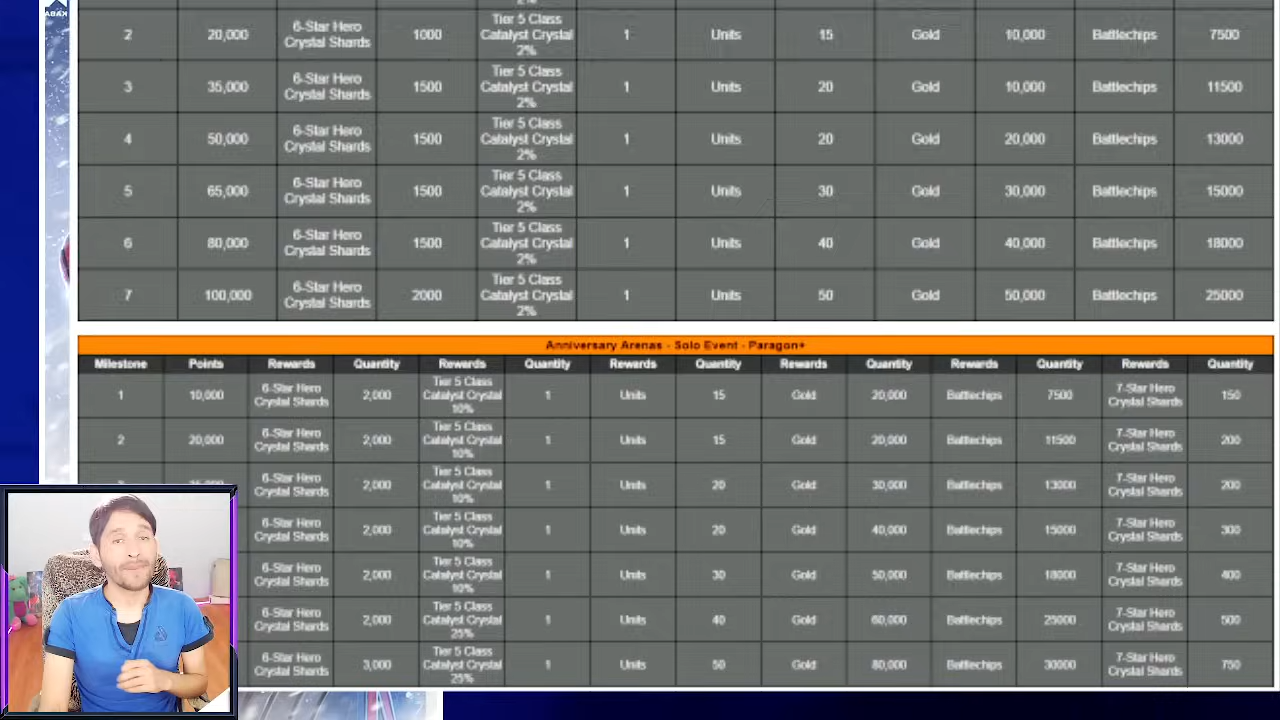 2%
2 20,000 6-Star Hero Crystal Shards 1000 Tier 5 Class Catalyst Crystal 2% 1 Units 15 Gold 10,000 Battlechips 7500
3 35,000 6-Star Hero Crystal Shards 1500 Tier 5 Class Catalyst Crystal 2% 1 Units 20 Gold 10,000 Battlechips 11500
4 50,000 6-Star Hero Crystal Shards 1500 Tier 5 Class Catalyst Crystal 2% 1 Units 20 Gold 20,000 Battlechips 13000
5 65,000 6-Star Hero Crystal Shards 1500 Tier 5 Class Catalyst Crystal 2% 1 Units 30 Gold 30,000 Battlechips 15000
6 80,000 6-Star Hero Crystal Shards 1500 Tier 5 Class Catalyst Crystal 2% 1 Units 40 Gold 40,000 Battlechips 18000
7 100,000 6-Star Hero Crystal Shards 2000 Tier 5 Class Catalyst Crystal 2% 1 Units 50 Gold 50,000 Battlechips 25000
Anniversary Arenas - Solo Event - Paragon+
Milestone Points Rewards Quantity Rewards Quantity Rewards Quantity Rewards Quantity Rewards Quantity Rewards Quantity
1 10,000 6-Star Hero Crystal Shards 2,000 Tier 5 Class Catalyst Crystal 10% 1 Units 15 Gold 20,000 Battlechips 7500 7-Star Hero Crystal Shards 150
2 20,000 6-Star Hero Crystal Shards 2,000 Tier 5 Class Catalyst Crystal 10% 1 Units 15 Gold 20,000 Battlechips 11500 7-Star Hero Crystal Shards 200
6-Star Hero Crystal Shards 2,000 Tier 5 Class Catalyst Crystal 10% 1 Units 20 Gold 30,000 Battlechips 13000 7-Star Hero Crystal Shards 200
6-Star Hero Crystal Shards 2,000 Tier 5 Class Catalyst Crystal 10% 1 Units 20 Gold 40,000 Battlechips 15000 7-Star Hero Crystal Shards 300
6-Star Hero Crystal Shards 2,000 Tier 5 Class Catalyst Crystal 10% 1 Units 30 Gold 50,000 Battlechips 18000 7-Star Hero Crystal Shards 400
6-Star Hero Crystal Shards 2,000 Tier 5 Class Catalyst Crystal 25% 1 Units 40 Gold 60,000 Battlechips 25000 7-Star Hero Crystal Shards 500
6-Star Hero Crystal Shards 3,000 Tier 5 Class Catalyst Crystal 25% 1 Units 50 Gold 80,000 Battlechips 30000 7-Star Hero Crystal Shards 750